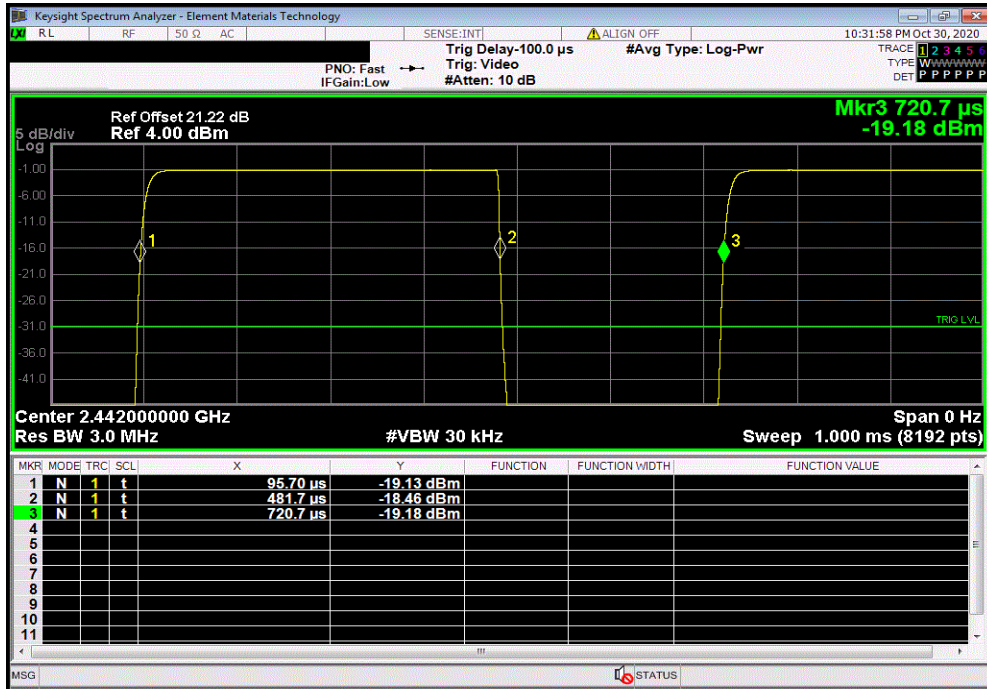 Keysight Spectrum Analyzer - Element Materials Technology
LXI RL RF 50 Ω AC SENSE:INT ALIGN OFF 10:31:58 PM Oct 30, 2020
Trig Delay-100.0 µs #Avg Type: Log-Pwr TRACE 1 2 3 4 5 6
PNO: Fast Trig: Video TYPE WWWWWW
IFGain:Low #Atten: 10 dB DET P P P P P P
Mkr3 720.7 µs
-19.18 dBm
Ref Offset 21.22 dB
5 dB/div Ref 4.00 dBm
Log
-1.00
-6.00
-11.0
1 2 3
-16.0
-21.0
-26.0
-31.0 TRIG LVL
-36.0
-41.0
Center 2.442000000 GHz Span 0 Hz
Res BW 3.0 MHz #VBW 30 kHz Sweep 1.000 ms (8192 pts)
MKR MODE TRC SCL X Y FUNCTION FUNCTION WIDTH FUNCTION VALUE
1 N 1 t 95.70 µs -19.13 dBm
2 N 1 t 481.7 µs -18.46 dBm
3 N 1 t 720.7 µs -19.18 dBm
4
5
6
7
8
9
10
11
MSG STATUS